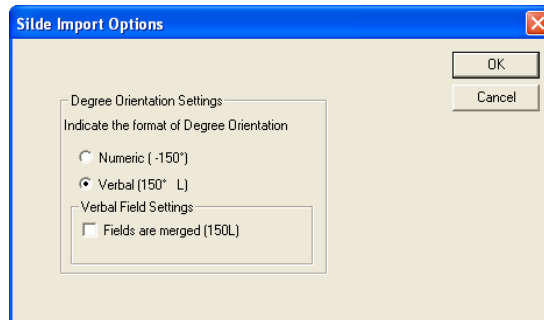 Silde Import Options
OK
Cancel
Degree Orientation Settings
Indicate the format of Degree Orientation
Numeric ( -150°)
Verbal (150°   L)
Verbal Field Settings
Fields are merged (150L)